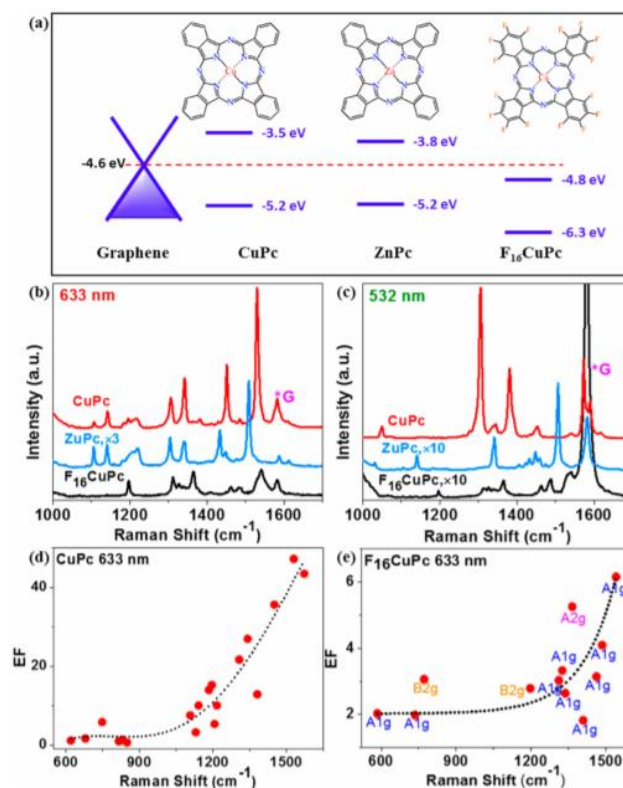 (a)
Cu
Zn
-3.5 eV
-3.8 eV
-4.6 eV
-4.8 eV
-5.2 eV
-5.2 eV
-6.3 eV
Graphene CuPc ZnPc F₁₆CuPc
(b) 633 nm
CuPc
*G
ZuPc,×3
F₁₆CuPc
Intensity (a.u.)
1000 1200 1400 1600
Raman Shift (cm⁻¹)
(c) 532 nm
*G
CuPc
ZuPc,×10
F₁₆CuPc,×10
Intensity (a.u.)
1000 1200 1400 1600
Raman Shift (cm⁻¹)
(d) CuPc 633 nm
EF
40
20
0
600 900 1200 1500
Raman Shift (cm⁻¹)
(e) F₁₆CuPc 633 nm
EF
6
4
2
A1g
A2g
A1g
B2g
B2g
A1g
A1g
A1g
A1g
A1g
A1g
A1g
600 900 1200 1500
Raman Shift (cm⁻¹)